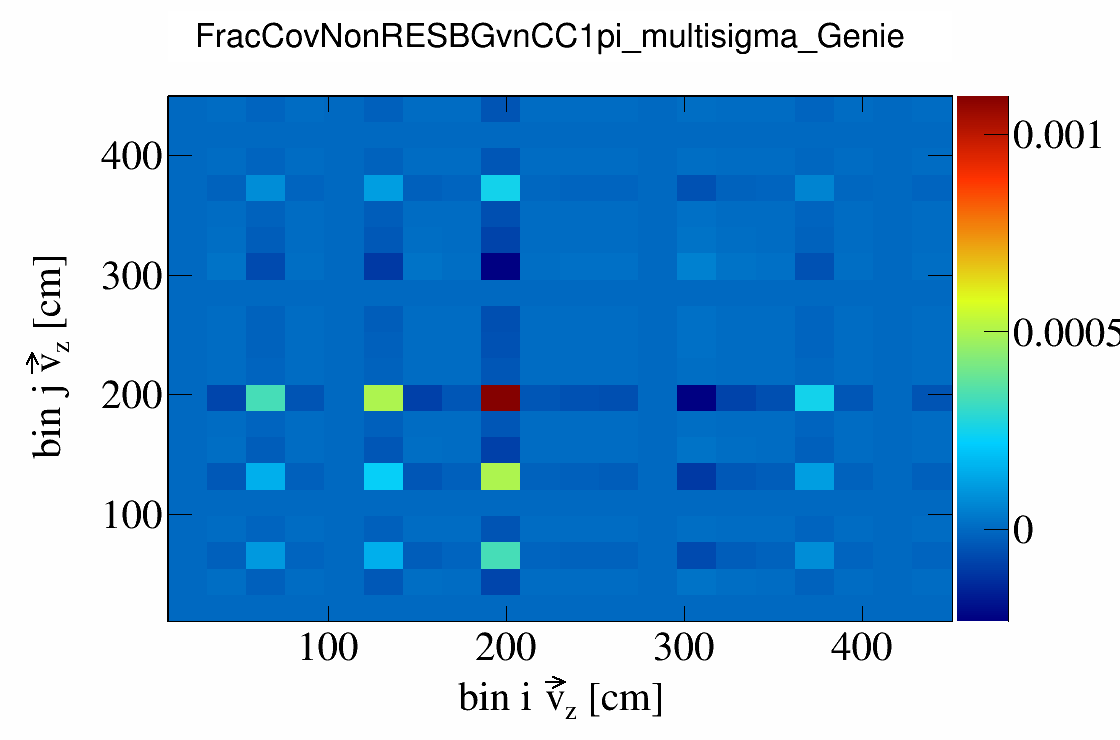 FracCovNonRESBGvnCC1pi_multisigma_Genie
400
300
200
100
100 200 300 400
bin j v⃗z [cm]
bin i v⃗z [cm]
0.001
0.0005
0